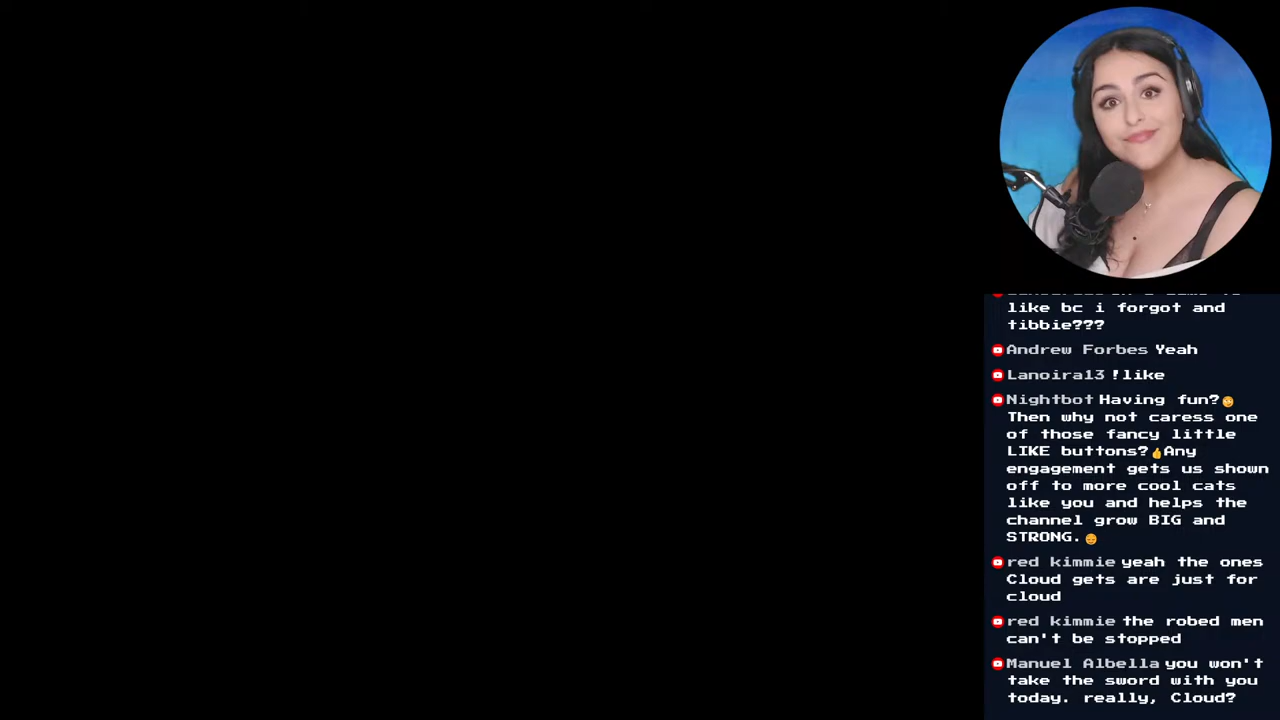 like bc i forgot and
tibbie???
Andrew Forbes Yeah
Lanoira13 !like
Nightbot Having fun?
Then why not caress one
of those fancy little
LIKE buttons? Any
engagement gets us shown
off to more cool cats
like you and helps the
channel grow BIG and
STRONG.
red kimmie yeah the ones
Cloud gets are just for
cloud
red kimmie the robed men
can't be stopped
Manuel Albella you won't
take the sword with you
today. really, Cloud?